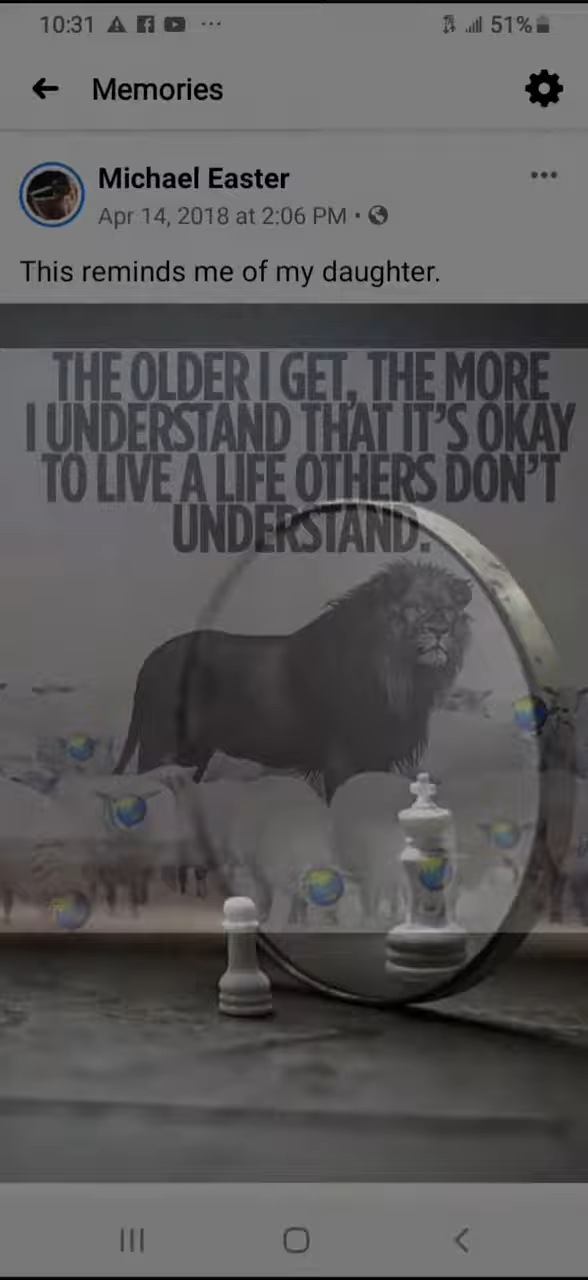 10:31 51%
Memories
Michael Easter
Apr 14, 2018 at 2:06 PM •
This reminds me of my daughter.
THE OLDER I GET, THE MORE
I UNDERSTAND THAT IT'S OKAY
TO LIVE A LIFE OTHERS DON'T
UNDERSTAND.